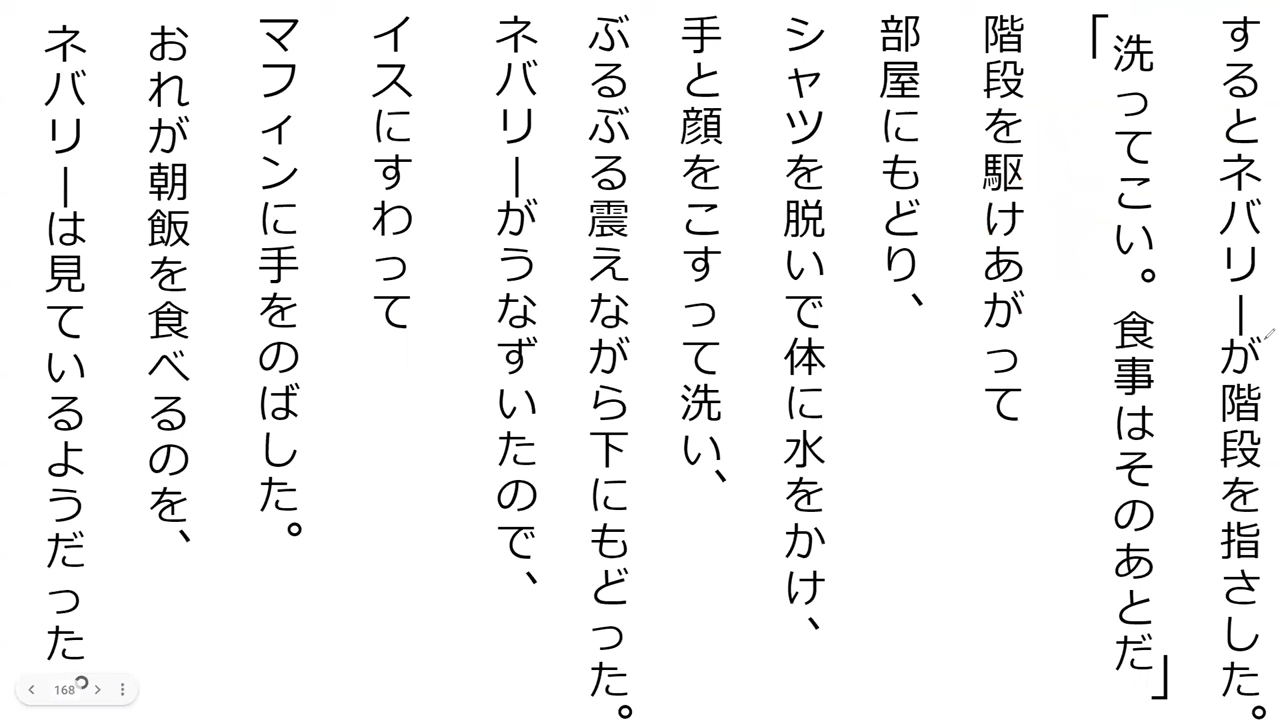 するとネバリーが階段を指さした。
「洗ってこい。食事はそのあとだ」
階段を駆けあがって
部屋にもどり、
シャツを脱いで体に水をかけ、
手と顔をこすって洗い、
ぶるぶる震えながら下にもどった。
ネバリーがうなずいたので、
イスにすわって
マフィンに手をのばした。
おれが朝飯を食べるのを、
ネバリーは見ているようだった
168